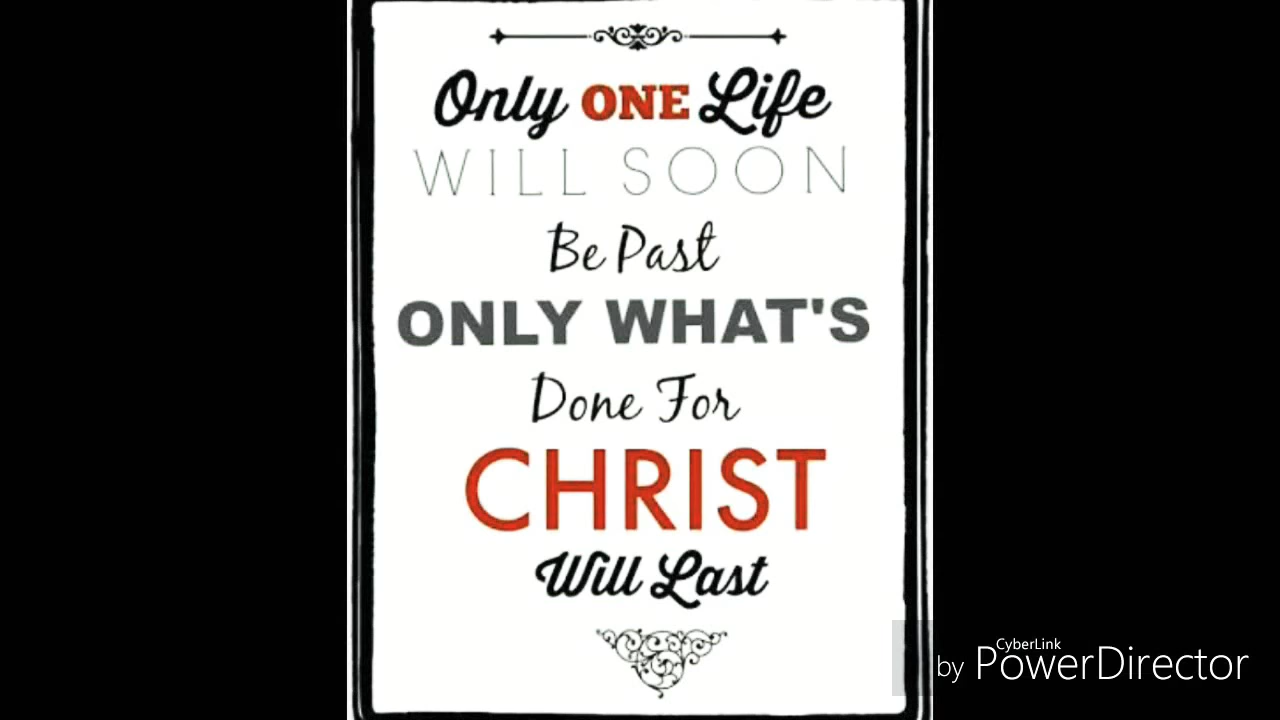 Only ONE Life
WILL SOON
Be Past
ONLY WHAT'S
Done For
CHRIST
Will Last
CyberLink
by PowerDirector